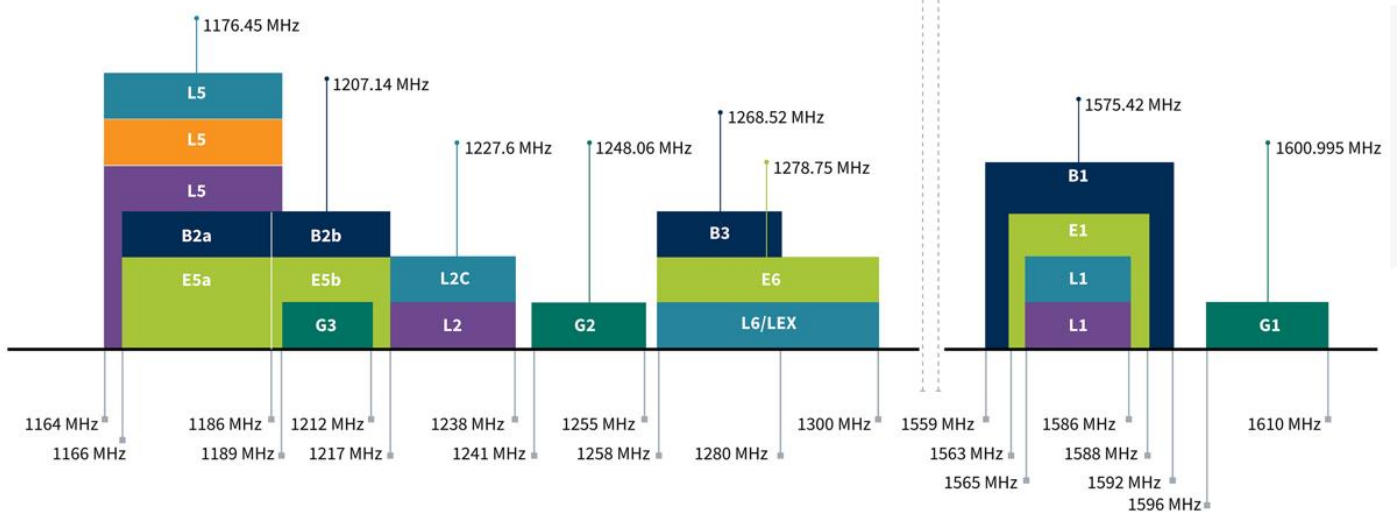 1176.45 MHz
1207.14 MHz
1227.6 MHz
1248.06 MHz
1268.52 MHz
1278.75 MHz
1575.42 MHz
1600.995 MHz
L5
L5
L5
B2a
B2b
B3
B1
E5a
E5b
L2C
E6
E1
L1
G3
L2
G2
L6/LEX
L1
G1
1164 MHz
1186 MHz
1212 MHz
1238 MHz
1255 MHz
1300 MHz
1559 MHz
1586 MHz
1610 MHz
1166 MHz
1189 MHz
1217 MHz
1241 MHz
1258 MHz
1280 MHz
1563 MHz
1588 MHz
1565 MHz
1592 MHz
1596 MHz